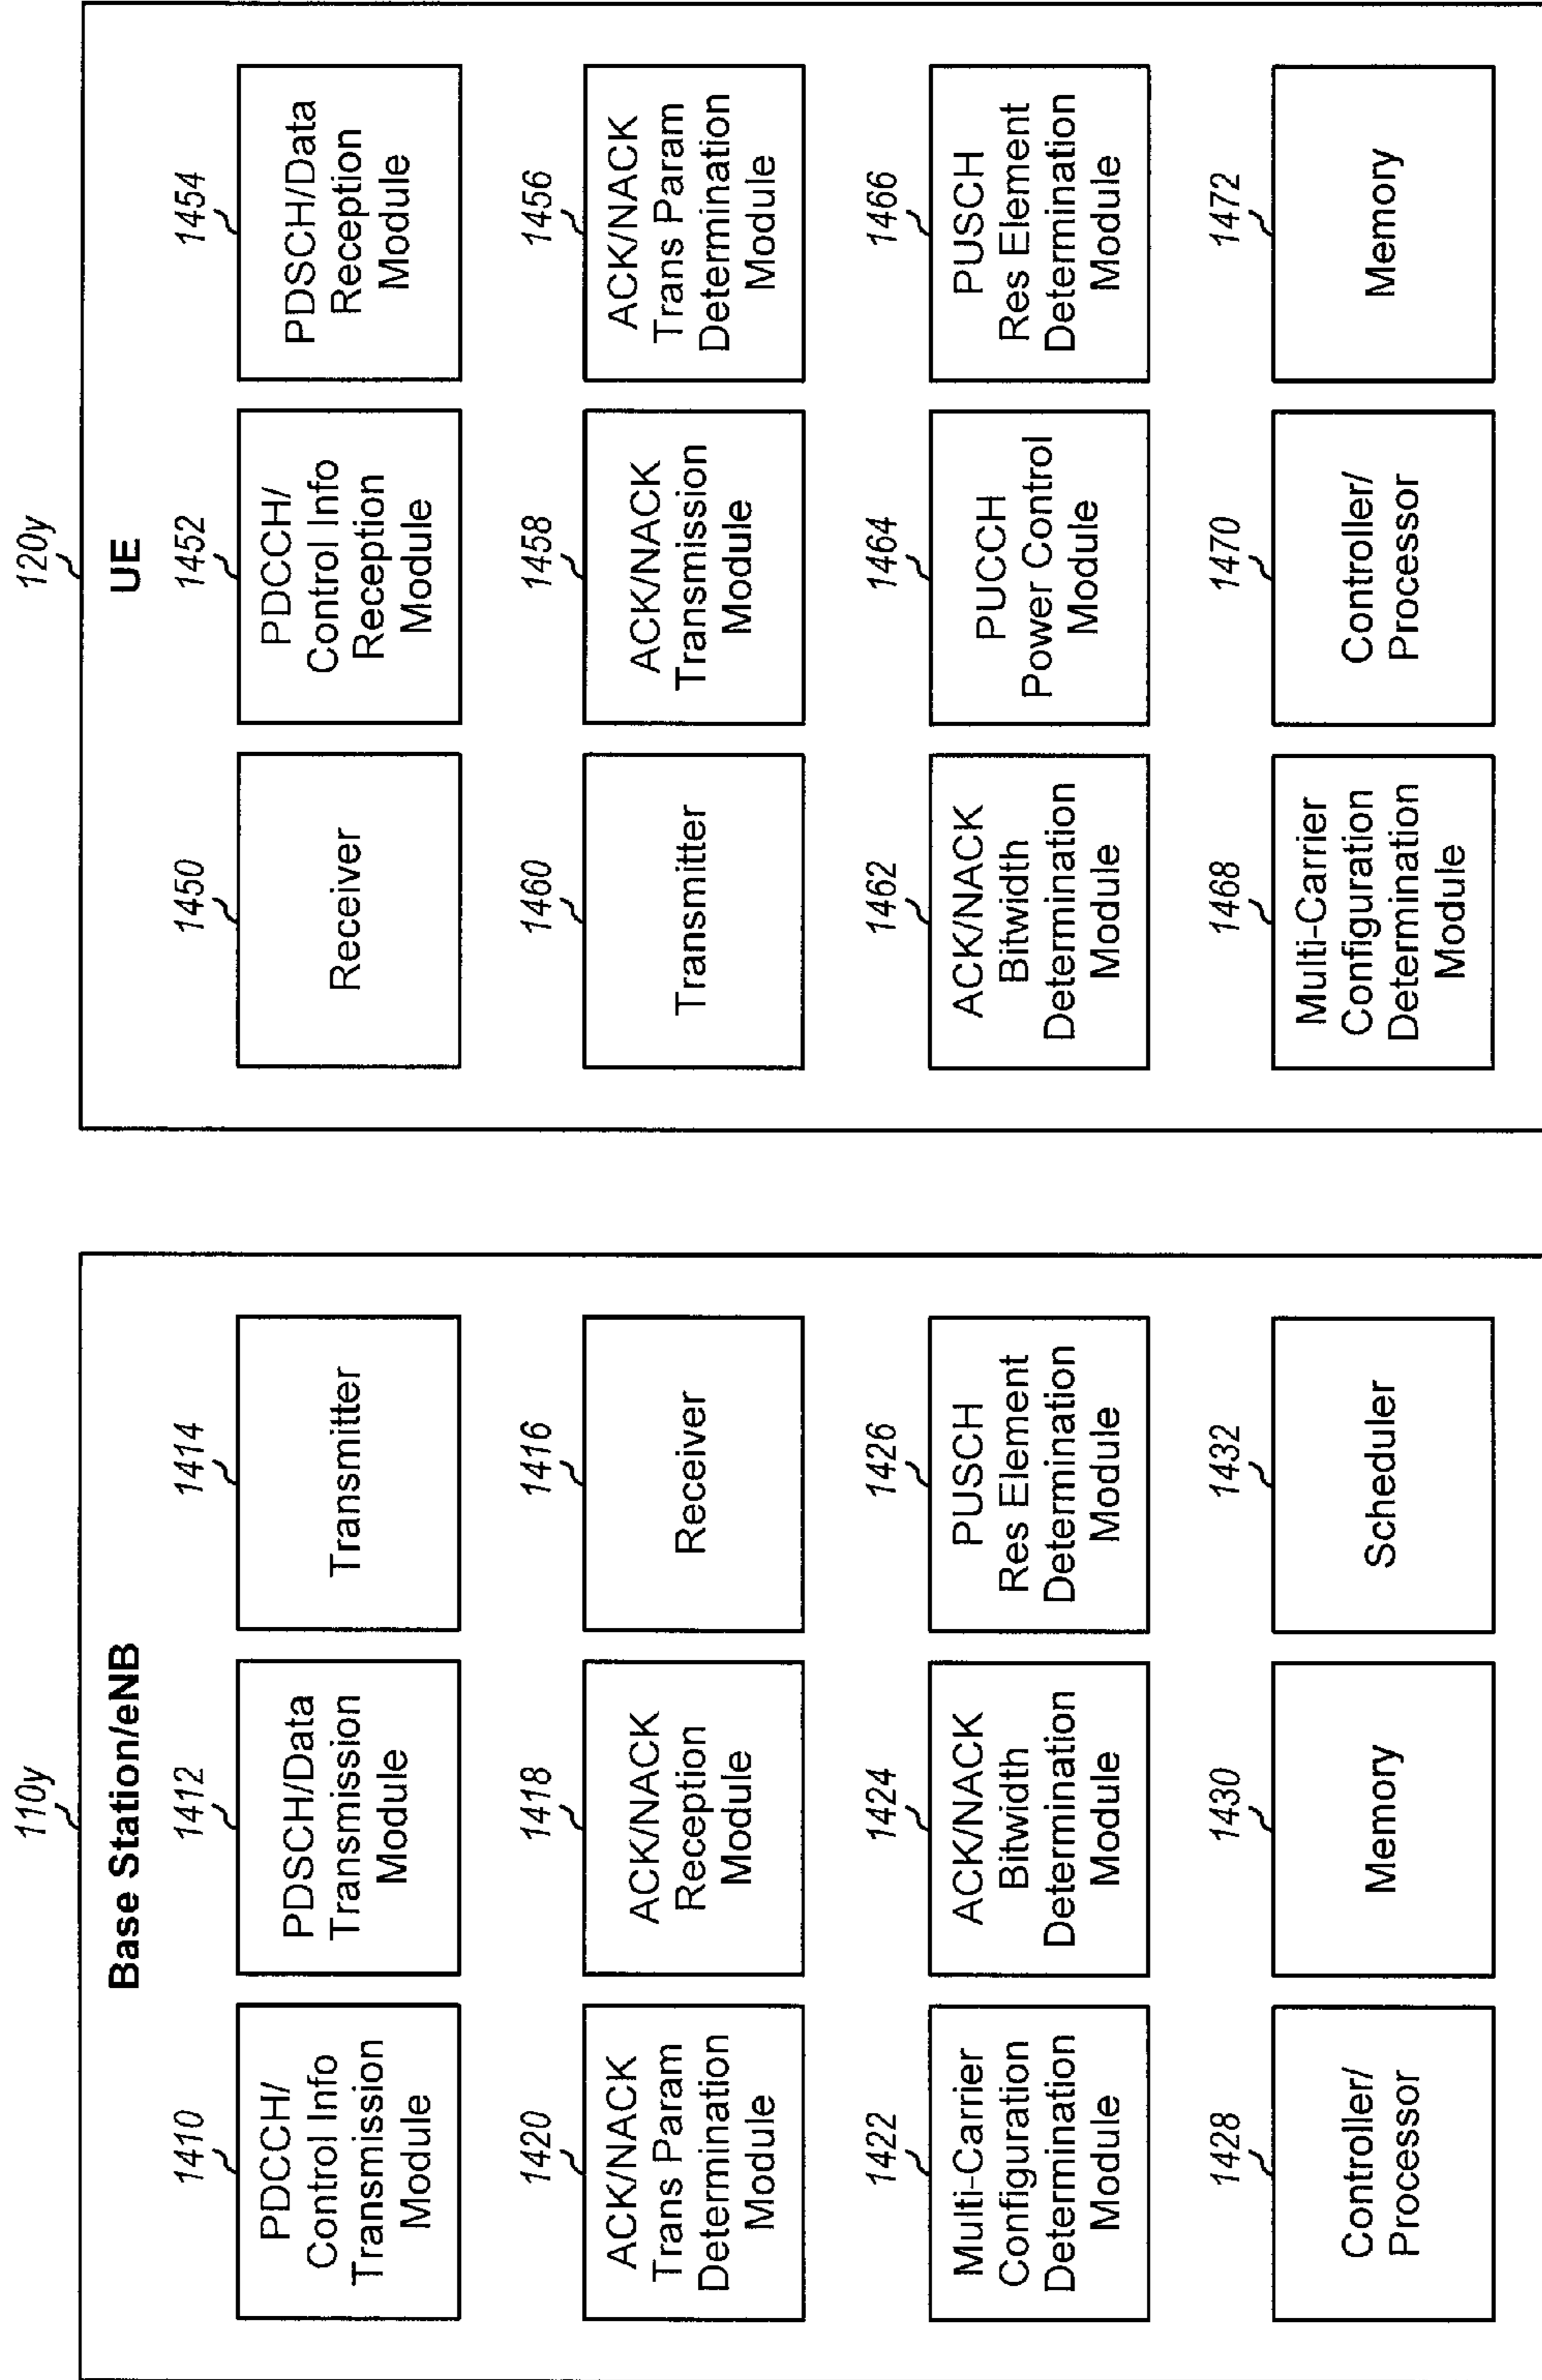 110y
Base Station/eNB
1410
PDCCH/
Control Info
Transmission
Module
1412
PDSCH/Data
Transmission
Module
1414
Transmitter
1420
ACK/NACK
Trans Param
Determination
Module
1418
ACK/NACK
Reception
Module
1416
Receiver
1422
Multi-Carrier
Configuration
Determination
Module
1424
ACK/NACK
Bitwidth
Determination
Module
1426
PUSCH
Res Element
Determination
Module
1428
Controller/
Processor
1430
Memory
1432
Scheduler
120y
UE
1450
Receiver
1452
PDCCH/
Control Info
Reception
Module
1454
PDSCH/Data
Reception
Module
1460
Transmitter
1458
ACK/NACK
Transmission
Module
1456
ACK/NACK
Trans Param
Determination
Module
1462
ACK/NACK
Bitwidth
Determination
Module
1464
PUCCH
Power Control
Module
1466
PUSCH
Res Element
Determination
Module
1468
Multi-Carrier
Configuration
Determination
Module
1470
Controller/
Processor
1472
Memory